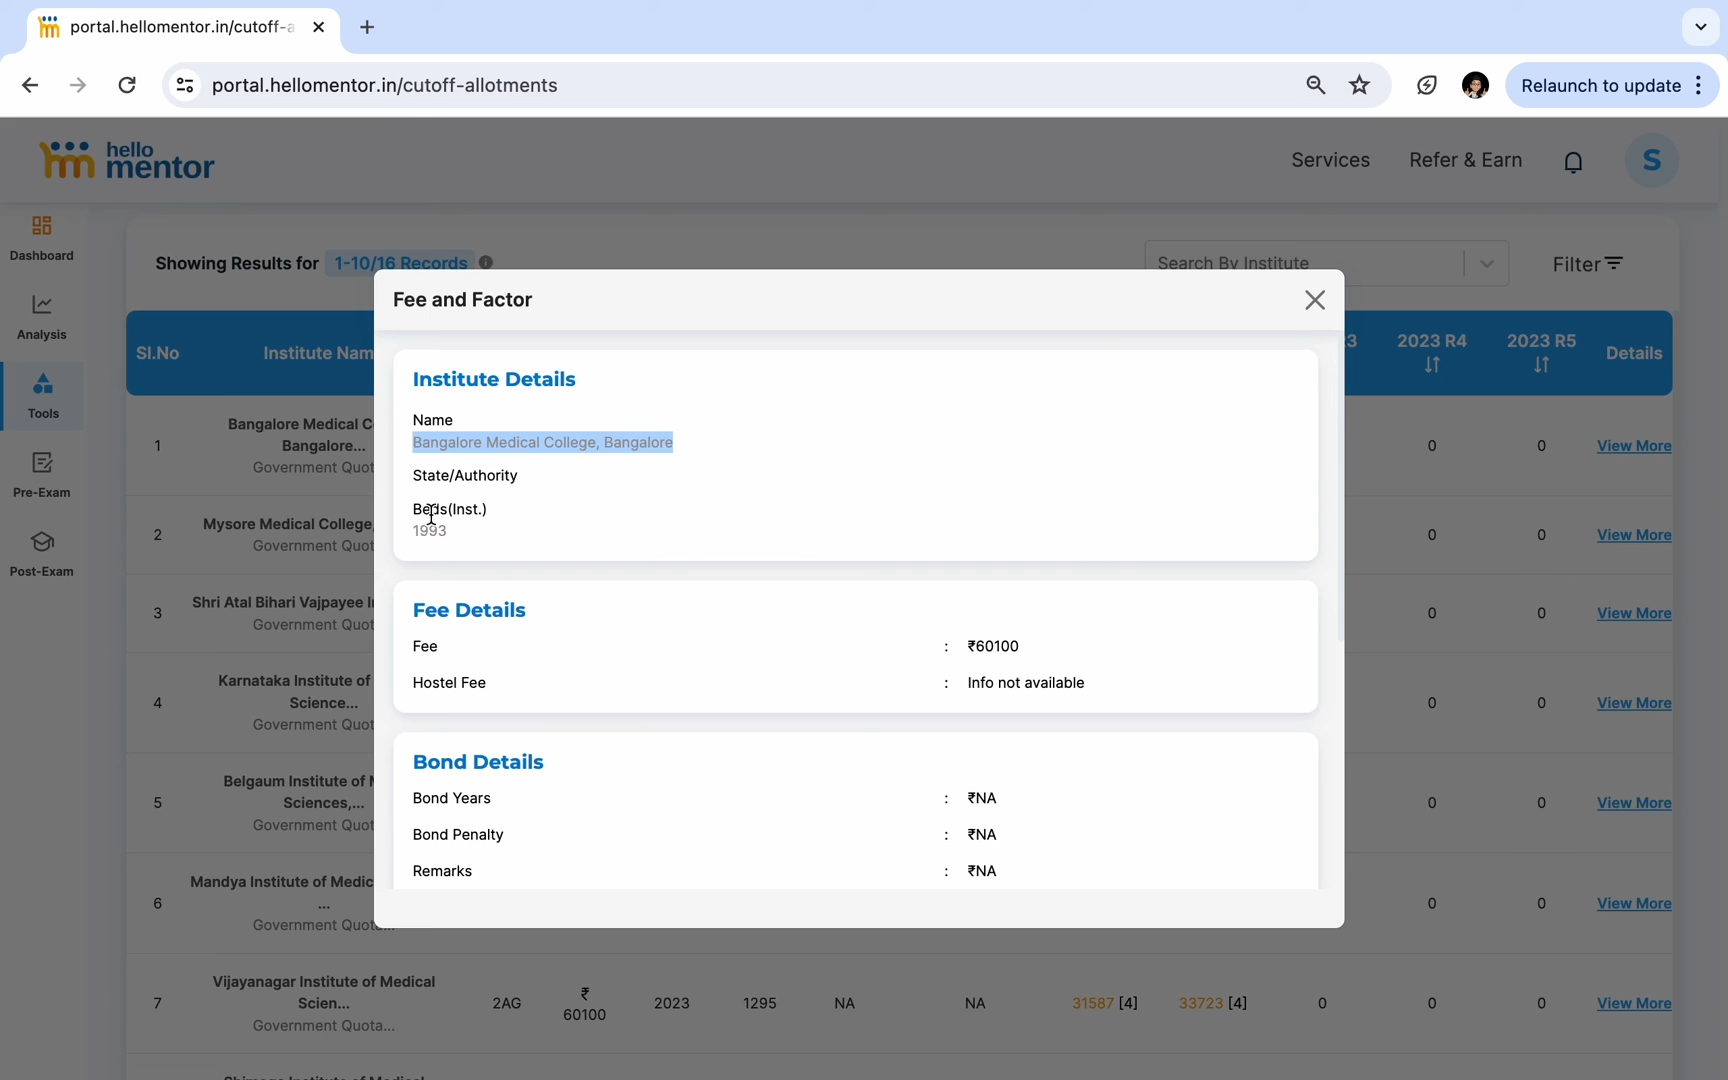 portal.hellomentor.in/cutoff-a
portal.hellomentor.in/cutoff-allotments
Relaunch to update
hello
mentor
Services
Refer & Earn
S
Dashboard
Analysis
Tools
Pre-Exam
Post-Exam
Showing Results for 1-10/16 Records
Search By Institute
Filter
Fee and Factor
Institute Details
Name
Bangalore Medical College, Bangalore
State/Authority
Beds(Inst.)
1993
Fee Details
Fee : ₹60100
Hostel Fee : Info not available
Bond Details
Bond Years : ₹NA
Bond Penalty : ₹NA
Remarks : ₹NA
Sl.No Institute Nam 3 2023 R4 2023 R5 Details
1 Bangalore Medical C 0 0 View More
Bangalore...
Government Quot
2 Mysore Medical College, 0 0 View More
Government Quot
3 Shri Atal Bihari Vajpayee I 0 0 View More
Government Quot
4 Karnataka Institute of 0 0 View More
Science...
Government Quot
5 Belgaum Institute of M 0 0 View More
Sciences,...
Government Quot
6 Mandya Institute of Medic 0 0 View More
...
Government Quota...
7 Vijayanagar Institute of Medical Scien... 2AG ₹ 60100 2023 1295 NA NA 31587 [4] 33723 [4] 0 0 0 View More
Government Quota...